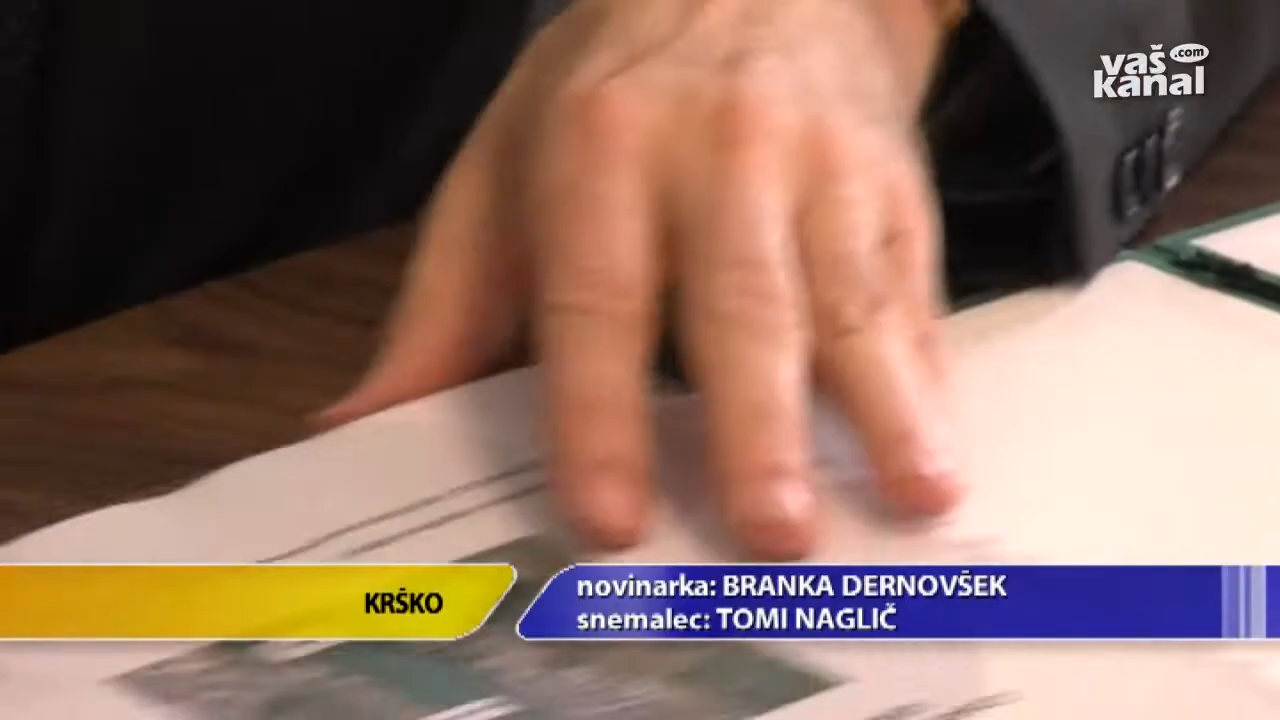 vaš .com
kanal
KRŠKO
novinarka: BRANKA DERNOVŠEK
snemalec: TOMI NAGLIČ